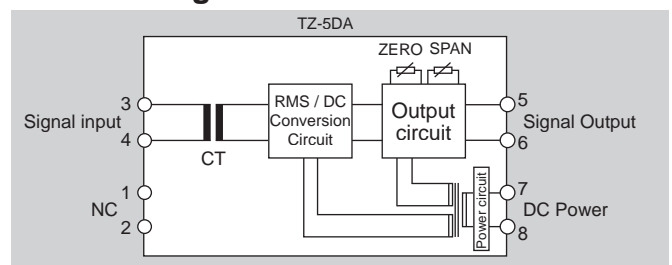 TZ-5DA
ZERO SPAN
3
Signal input
4
CT
RMS / DC
Conversion
Circuit
Output
circuit
5
Signal Output
6
1
NC
2
Power circuit
7
DC Power
8